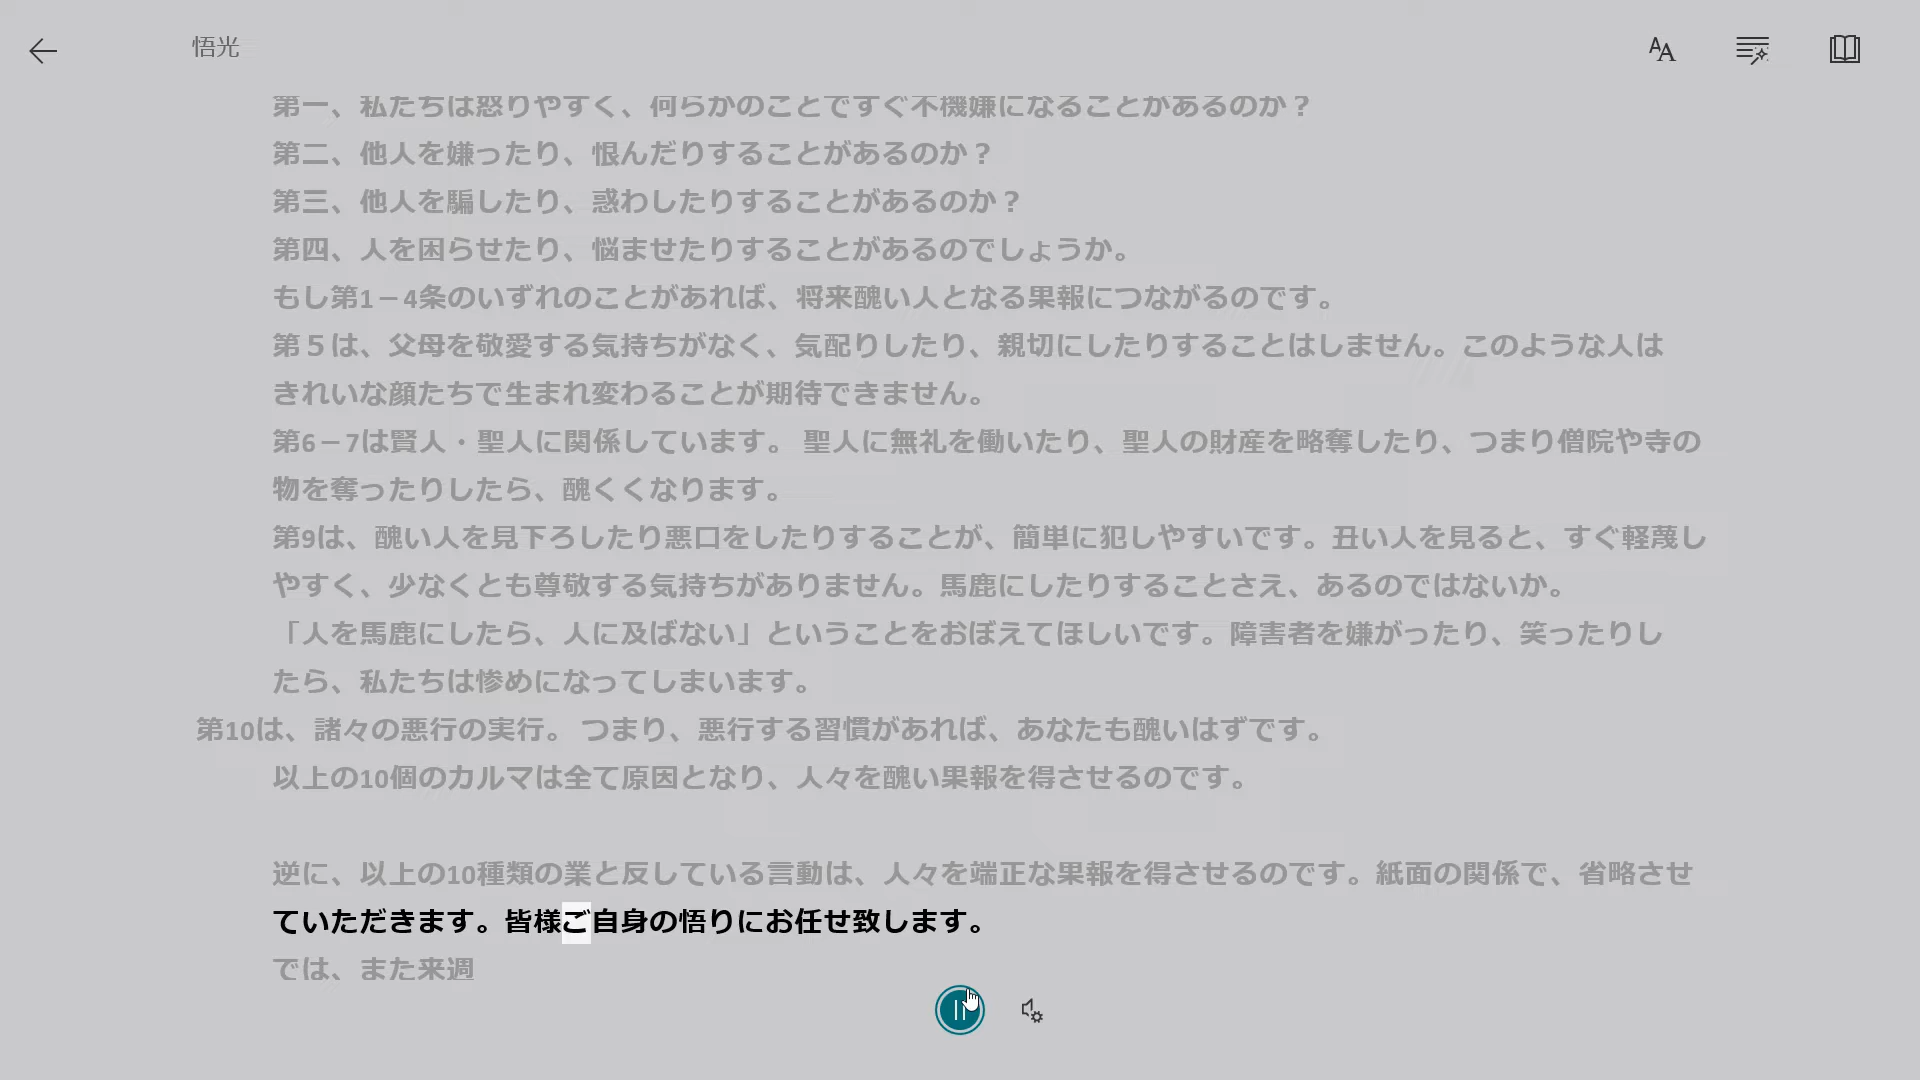 悟光
第一、私たちは怒りやすく、何らかのことですぐ不機嫌になることがあるのか？
第二、他人を嫌ったり、恨んだりすることがあるのか？
第三、他人を騙したり、惑わしたりすることがあるのか？
第四、人を困らせたり、悩ませたりすることがあるのでしょうか。
もし第1－4条のいずれのことがあれば、将来醜い人となる果報につながるのです。
第５は、父母を敬愛する気持ちがなく、気配りしたり、親切にしたりすることはしません。このような人は
きれいな顔たちで生まれ変わることが期待できません。
第6－7は賢人・聖人に関係しています。 聖人に無礼を働いたり、聖人の財産を略奪したり、つまり僧院や寺の
物を奪ったりしたら、醜くくなります。
第9は、醜い人を見下ろしたり悪口をしたりすることが、簡単に犯しやすいです。丑い人を見ると、すぐ軽蔑し
やすく、少なくとも尊敬する気持ちがありません。馬鹿にしたりすることさえ、あるのではないか。
「人を馬鹿にしたら、人に及ばない」ということをおぼえてほしいです。障害者を嫌がったり、笑ったりし
たら、私たちは惨めになってしまいます。
第10は、諸々の悪行の実行。 つまり、悪行する習慣があれば、あなたも醜いはずです。
以上の10個のカルマは全て原因となり、人々を醜い果報を得させるのです。
逆に、以上の10種類の業と反している言動は、人々を端正な果報を得させるのです。紙面の関係で、省略させ
ていただきます。皆様ご自身の悟りにお任せ致します。
では、また来週